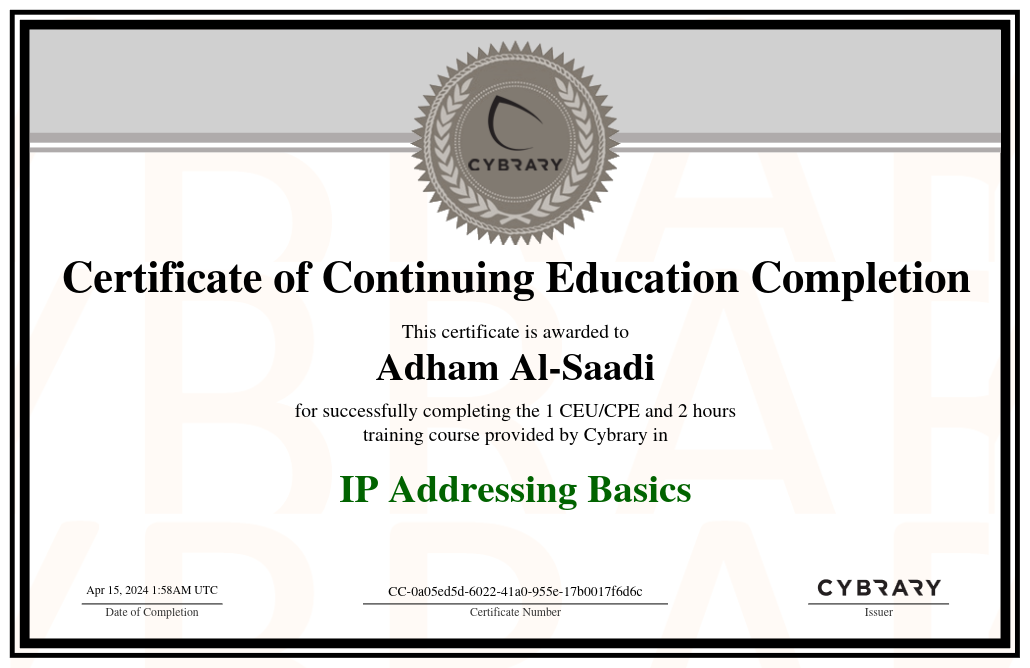 CYBRARY
Certificate of Continuing Education Completion
This certificate is awarded to
Adham Al-Saadi
for successfully completing the 1 CEU/CPE and 2 hours
training course provided by Cybrary in
IP Addressing Basics
Apr 15, 2024 1:58AM UTC
Date of Completion
CC-0a05ed5d-6022-41a0-955e-17b0017f6d6c
Certificate Number
CYBRARY
Issuer